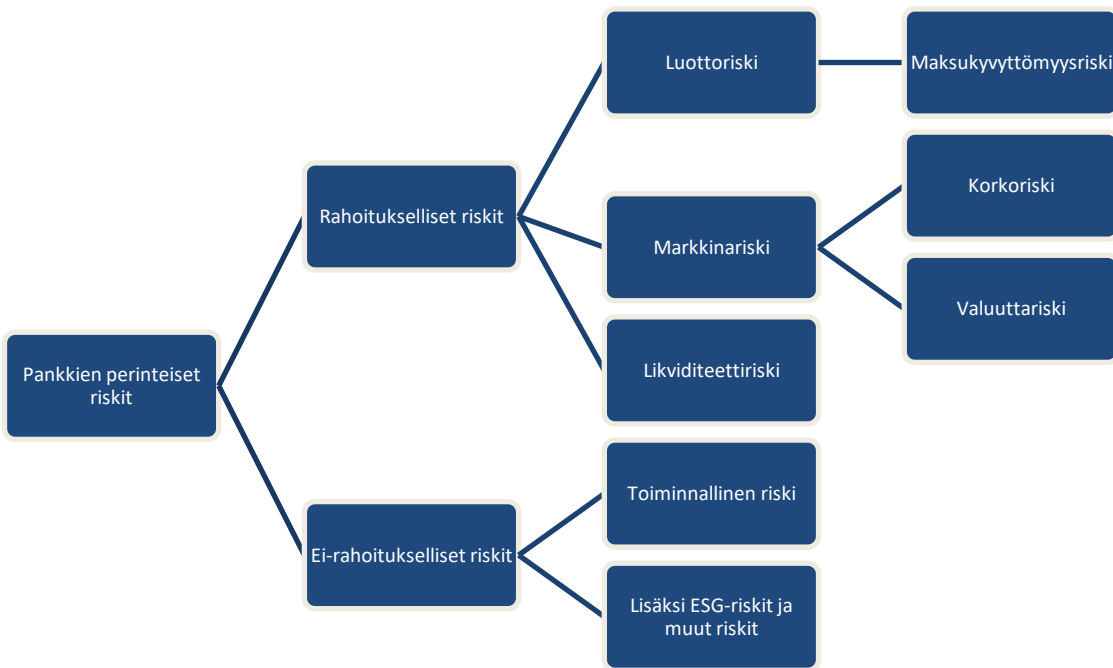 Luottoriski
Maksukyvyttömyysriski
Rahoitukselliset riskit
Markkinariski
Korkoriski
Valuuttariski
Likviditeettiriski
Pankkien perinteiset
riskit
Toiminnallinen riski
Ei-rahoitukselliset riskit
Lisäksi ESG-riskit ja
muut riskit